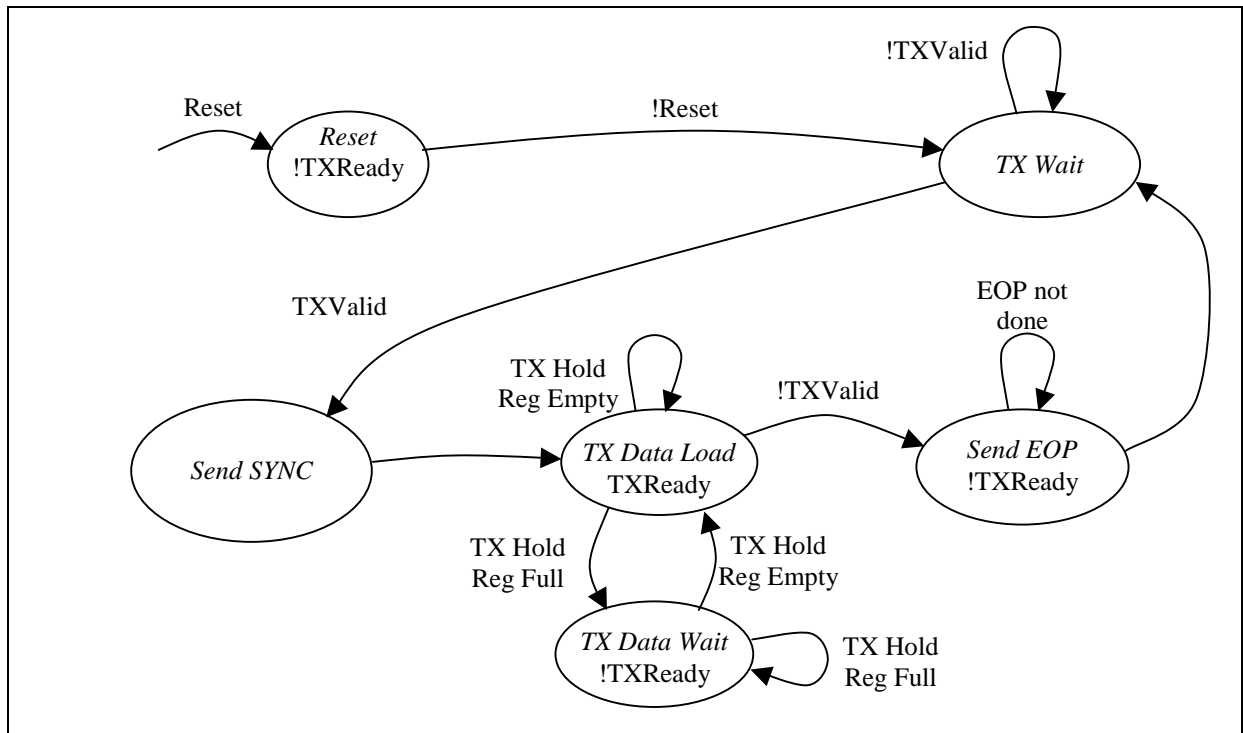 !TXValid
Reset
!Reset
Reset
!TXReady
TX Wait
TXValid
EOP not
done
TX Hold
Reg Empty
!TXValid
Send SYNC
TX Data Load
TXReady
Send EOP
!TXReady
TX Hold
Reg Full
TX Hold
Reg Empty
TX Data Wait
!TXReady
TX Hold
Reg Full